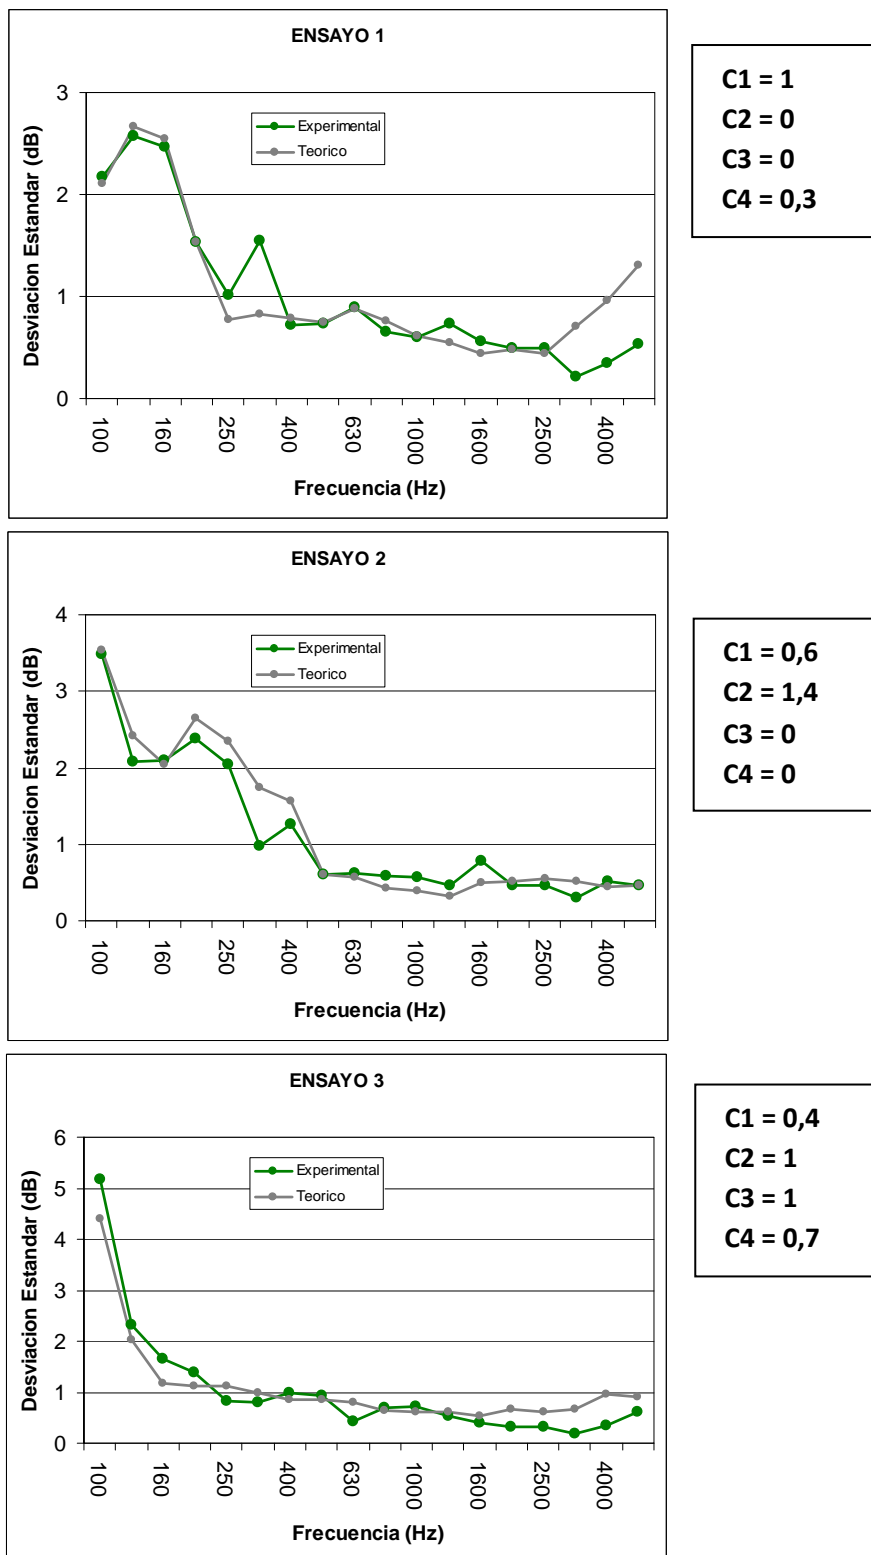 ENSAYO 1
Desviacion Estandar (dB)
3
2
1
0
Experimental
Teorico
100
160
250
400
630
1000
1600
2500
4000
Frecuencia (Hz)
C1 = 1
C2 = 0
C3 = 0
C4 = 0,3
ENSAYO 2
Desviacion Estandar (dB)
4
3
2
1
0
Experimental
Teorico
100
160
250
400
630
1000
1600
2500
4000
Frecuencia (Hz)
C1 = 0,6
C2 = 1,4
C3 = 0
C4 = 0
ENSAYO 3
Desviacion Estandar (dB)
6
5
4
3
2
1
0
Experimental
Teorico
100
160
250
400
630
1000
1600
2500
4000
Frecuencia (Hz)
C1 = 0,4
C2 = 1
C3 = 1
C4 = 0,7